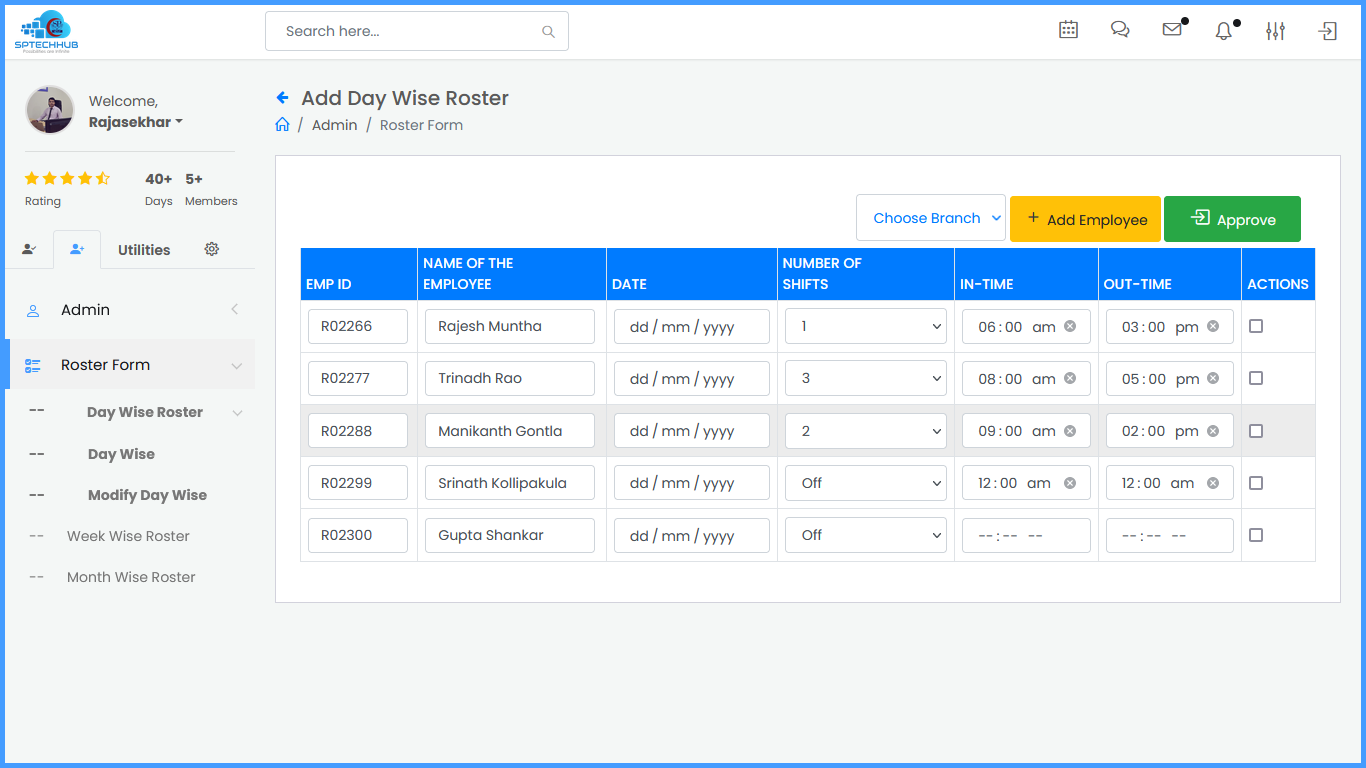 SPTECHHUB
Search here...
Welcome,
Rajasekhar
40+ 5+
Rating Days Members
Utilities
Admin
Roster Form
-- Day Wise Roster
-- Day Wise
-- Modify Day Wise
-- Week Wise Roster
-- Month Wise Roster
Add Day Wise Roster
/ Admin / Roster Form
Choose Branch + Add Employee Approve
EMP ID NAME OF THE EMPLOYEE DATE NUMBER OF SHIFTS IN-TIME OUT-TIME ACTIONS
R02266 Rajesh Muntha dd / mm / yyyy 1 06:00 am 03:00 pm
R02277 Trinadh Rao dd / mm / yyyy 3 08:00 am 05:00 pm
R02288 Manikanth Gontla dd / mm / yyyy 2 09:00 am 02:00 pm
R02299 Srinath Kollipakula dd / mm / yyyy Off 12:00 am 12:00 am
R02300 Gupta Shankar dd / mm / yyyy Off --:-- -- --:-- --